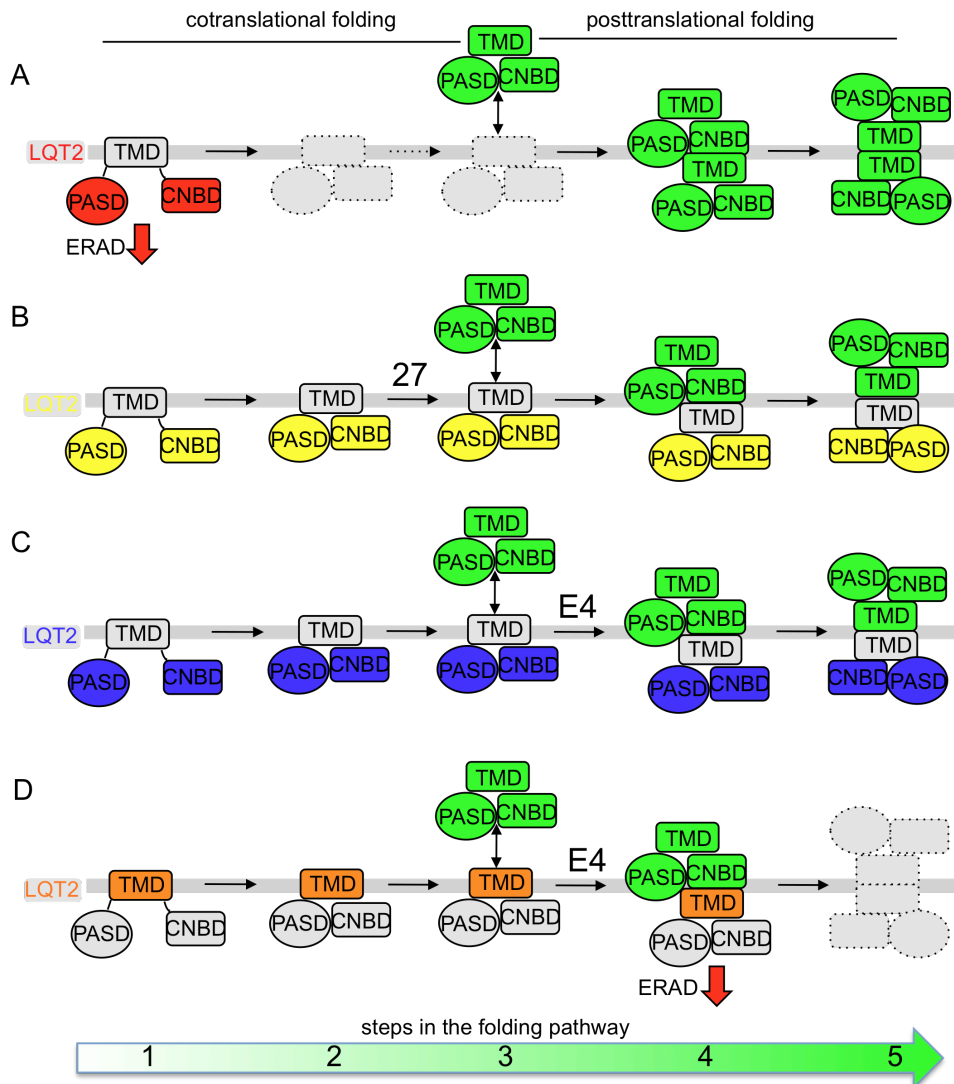 cotranslational folding posttranslational folding
A
TMD
PASD CNBD
TMD
PASD CNBD
TMD
PASD CNBD
PASD CNBD
TMD
TMD
CNBD PASD
LQT2 TMD
PASD CNBD
ERAD
B
TMD
PASD CNBD
27
TMD
PASD CNBD
TMD
PASD CNBD
PASD CNBD
TMD
TMD
CNBD PASD
LQT2 TMD TMD TMD
PASD CNBD PASD CNBD PASD CNBD
C
TMD
PASD CNBD
E4
TMD
PASD CNBD
TMD
PASD CNBD
PASD CNBD
TMD
TMD
CNBD PASD
LQT2 TMD TMD TMD
PASD CNBD PASD CNBD PASD CNBD
D
TMD
PASD CNBD
E4
TMD
PASD CNBD
TMD
PASD CNBD
LQT2 TMD TMD TMD
PASD CNBD PASD CNBD PASD CNBD
ERAD
steps in the folding pathway
1 2 3 4 5